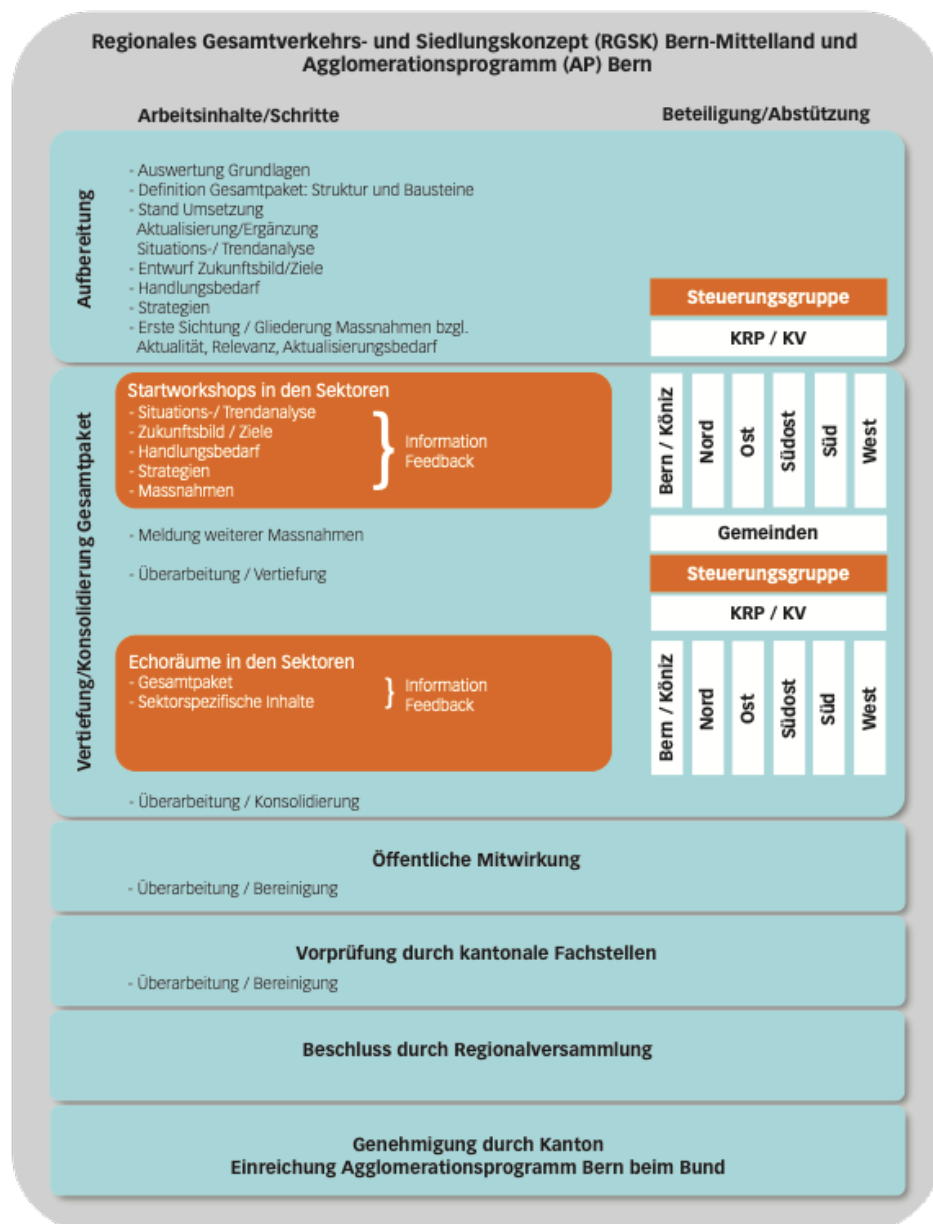 Regionales Gesamtverkehrs- und Siedlungskonzept (RGSK) Bern-Mittelland und
Agglomerationsprogramm (AP) Bern
Arbeitsinhalte/Schritte
Beteiligung/Abstützung
Aufbereitung
- Auswertung Grundlagen
- Definition Gesamtpaket: Struktur und Bausteine
- Stand Umsetzung
Aktualisierung/Ergänzung
Situations-/ Trendanalyse
- Entwurf Zukunftsbild/Ziele
- Handlungsbedarf
- Strategien
- Erste Sichtung / Gliederung Massnahmen bzgl.
Aktualität, Relevanz, Aktualisierungsbedarf
Steuerungsgruppe
KRP / KV
Vertiefung/Konsolidierung Gesamtpaket
Startworkshops in den Sektoren
- Situations-/ Trendanalyse
- Zukunftsbild / Ziele
- Handlungsbedarf
- Strategien
- Massnahmen
}
Information
Feedback
Bern / Köniz
Nord
Ost
Südost
Süd
West
- Meldung weiterer Massnahmen
Gemeinden
- Überarbeitung / Vertiefung
Steuerungsgruppe
KRP / KV
Echoräume in den Sektoren
- Gesamtpaket
- Sektorspezifische Inhalte
}
Information
Feedback
Bern / Köniz
Nord
Ost
Südost
Süd
West
- Überarbeitung / Konsolidierung
Öffentliche Mitwirkung
- Überarbeitung / Bereinigung
Vorprüfung durch kantonale Fachstellen
- Überarbeitung / Bereinigung
Beschluss durch Regionalversammlung
Genehmigung durch Kanton
Einreichung Agglomerationsprogramm Bern beim Bund